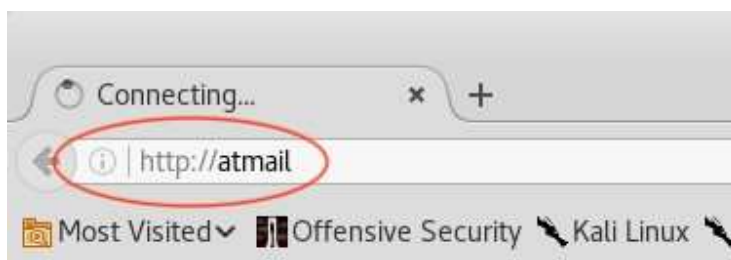 Connecting...
http://atmail
Most Visited Offensive Security Kali Linux